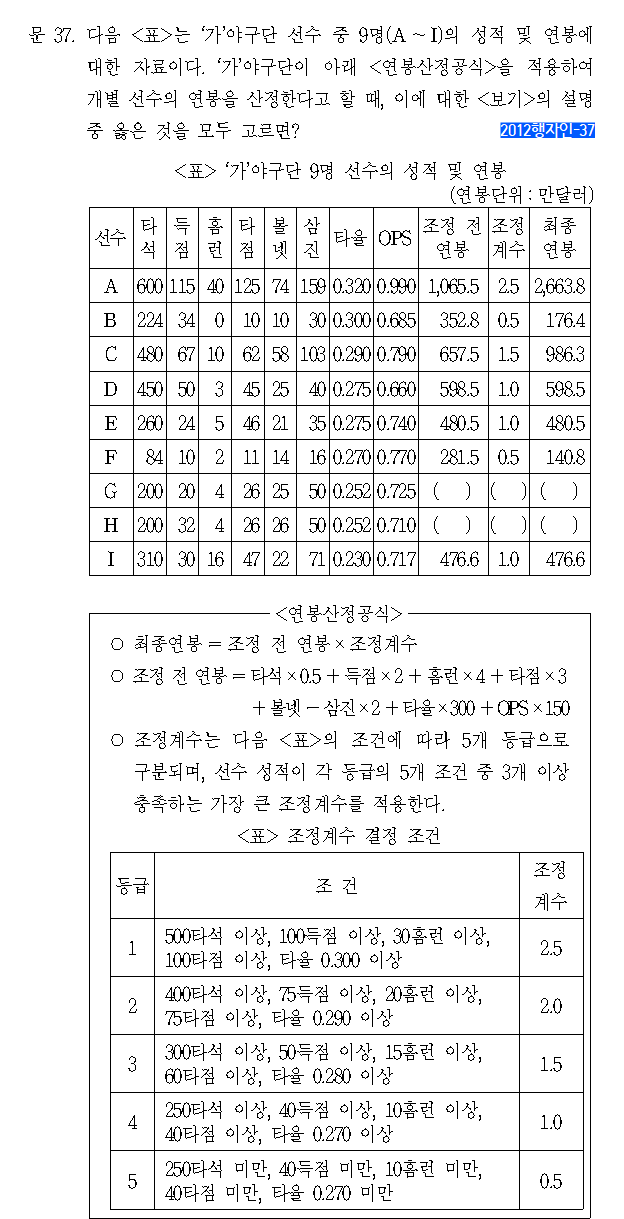 문 37. 다음 <표>는 ‘가’야구단 선수 중 9명(A ~ I)의 성적 및 연봉에
대한 자료이다. ‘가’야구단이 아래 <연봉산정공식>을 적용하여
개별 선수의 연봉을 산정한다고 할 때, 이에 대한 <보기>의 설명
중 옳은 것을 모두 고르면? 2012행자인-37
<표> ‘가’야구단 9명 선수의 성적 및 연봉
(연봉단위 : 만달러)
선수 타석 득점 홈런 타점 볼넷 삼진 타율 OPS 조정 전 연봉 조정계수 최종연봉
A 600 115 40 125 74 159 0.320 0.990 1,065.5 2.5 2,663.8
B 224 34 0 10 10 30 0.300 0.685 352.8 0.5 176.4
C 480 67 10 62 58 103 0.290 0.790 657.5 1.5 986.3
D 450 50 3 45 25 40 0.275 0.660 598.5 1.0 598.5
E 260 24 5 46 21 35 0.275 0.740 480.5 1.0 480.5
F 84 10 2 11 14 16 0.270 0.770 281.5 0.5 140.8
G 200 20 4 26 25 50 0.252 0.725 ( ) ( ) ( )
H 200 32 4 26 26 50 0.252 0.710 ( ) ( ) ( )
I 310 30 16 47 22 71 0.230 0.717 476.6 1.0 476.6
<연봉산정공식>
○ 최종연봉 = 조정 전 연봉 × 조정계수
○ 조정 전 연봉 = 타석×0.5 + 득점×2 + 홈런×4 + 타점×3
+ 볼넷 − 삼진×2 + 타율×300 + OPS×150
○ 조정계수는 다음 <표>의 조건에 따라 5개 등급으로
구분되며, 선수 성적이 각 등급의 5개 조건 중 3개 이상
충족하는 가장 큰 조정계수를 적용한다.
<표> 조정계수 결정 조건
등급 조 건 조정계수
1 500타석 이상, 100득점 이상, 30홈런 이상,
100타점 이상, 타율 0.300 이상 2.5
2 400타석 이상, 75득점 이상, 20홈런 이상,
75타점 이상, 타율 0.290 이상 2.0
3 300타석 이상, 50득점 이상, 15홈런 이상,
60타점 이상, 타율 0.280 이상 1.5
4 250타석 이상, 40득점 이상, 10홈런 이상,
40타점 이상, 타율 0.270 이상 1.0
5 250타석 미만, 40득점 미만, 10홈런 미만,
40타점 미만, 타율 0.270 미만 0.5